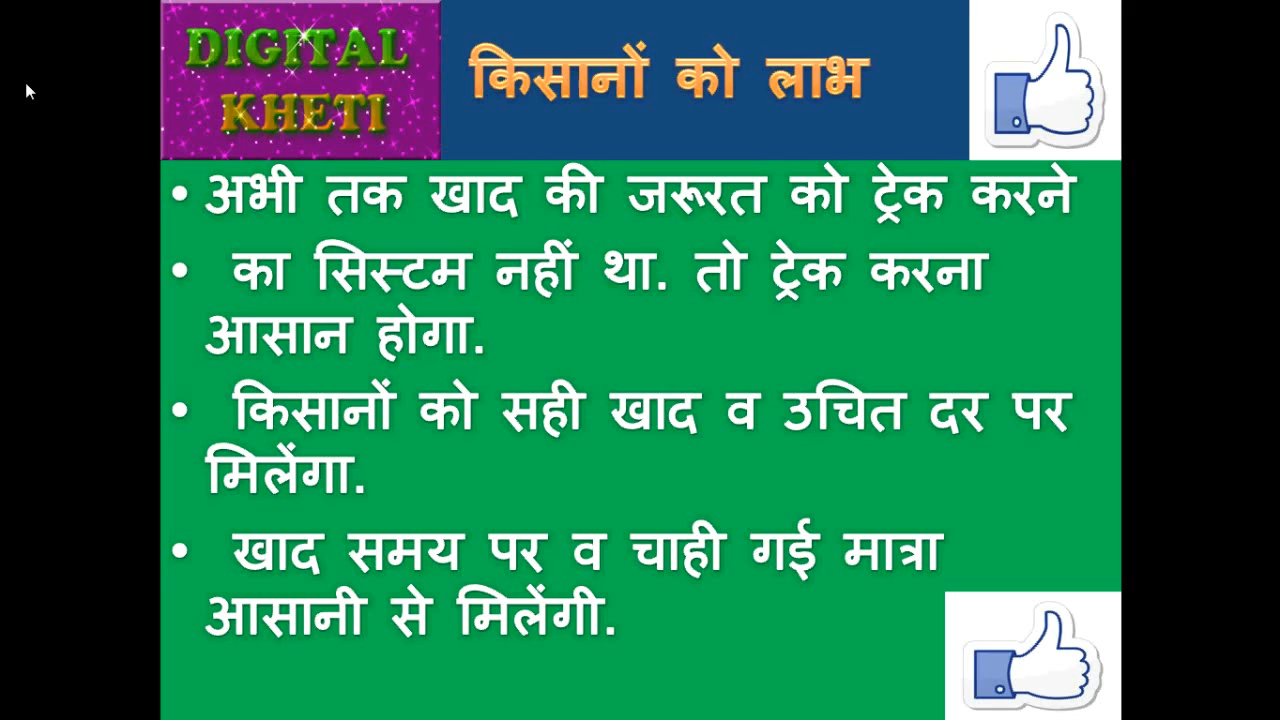 DIGITAL
KHETI
किसानों को लाभ
• अभी तक खाद की जरूरत को ट्रेक करने
• का सिस्टम नहीं था. तो ट्रेक करना
आसान होगा.
• किसानों को सही खाद व उचित दर पर
मिलेंगा.
• खाद समय पर व चाही गई मात्रा
आसानी से मिलेंगी.